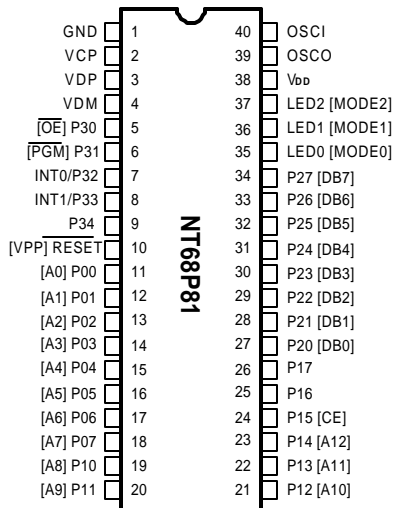 GND 1 40 OSCI
VCP 2 39 OSCO
VDP 3 38 VDD
VDM 4 37 LED2 [MODE2]
[OE] P30 5 36 LED1 [MODE1]
[PGM] P31 6 35 LED0 [MODE0]
INT0/P32 7 34 P27 [DB7]
INT1/P33 8 33 P26 [DB6]
P34 9 32 P25 [DB5]
[VPP] RESET 10 31 P24 [DB4]
[A0] P00 11 30 P23 [DB3]
[A1] P01 12 29 P22 [DB2]
[A2] P02 13 28 P21 [DB1]
[A3] P03 14 27 P20 [DB0]
[A4] P04 15 26 P17
[A5] P05 16 25 P16
[A6] P06 17 24 P15 [CE]
[A7] P07 18 23 P14 [A12]
[A8] P10 19 22 P13 [A11]
[A9] P11 20 21 P12 [A10]
NT68P81